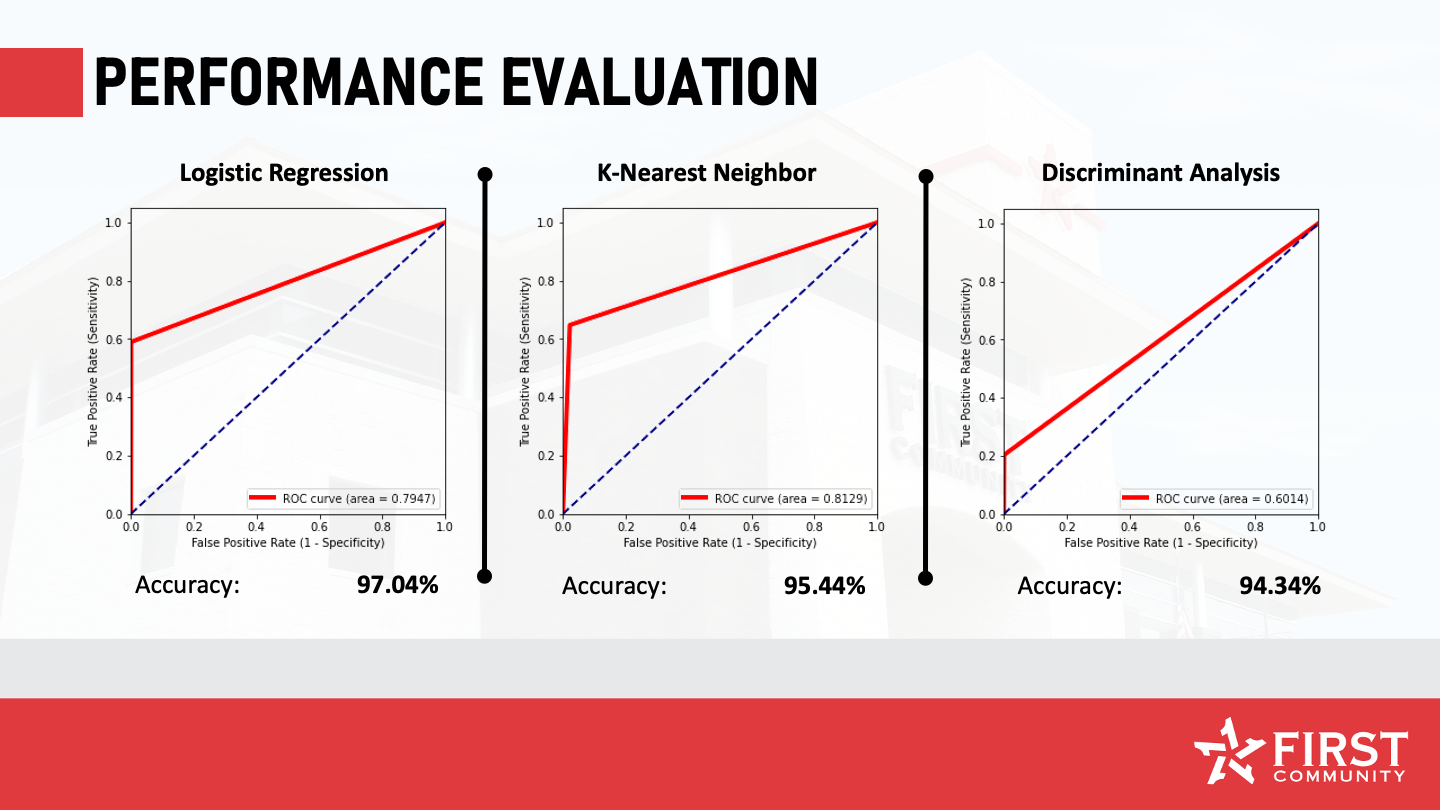 PERFORMANCE EVALUATION
Logistic Regression
1.0
0.8
0.6
0.4
0.2
0.0
True Positive Rate (Sensitivity)
ROC curve (area = 0.7947)
0.0 0.2 0.4 0.6 0.8 1.0
False Positive Rate (1 - Specificity)
Accuracy: 97.04%
K-Nearest Neighbor
1.0
0.8
0.6
0.4
0.2
0.0
True Positive Rate (Sensitivity)
ROC curve (area = 0.8129)
0.0 0.2 0.4 0.6 0.8 1.0
False Positive Rate (1 - Specificity)
Accuracy: 95.44%
Discriminant Analysis
1.0
0.8
0.6
0.4
0.2
0.0
True Positive Rate (Sensitivity)
ROC curve (area = 0.6014)
0.0 0.2 0.4 0.6 0.8 1.0
False Positive Rate (1 - Specificity)
Accuracy: 94.34%
FIRST
COMMUNITY
FIRST
COMMUNITY